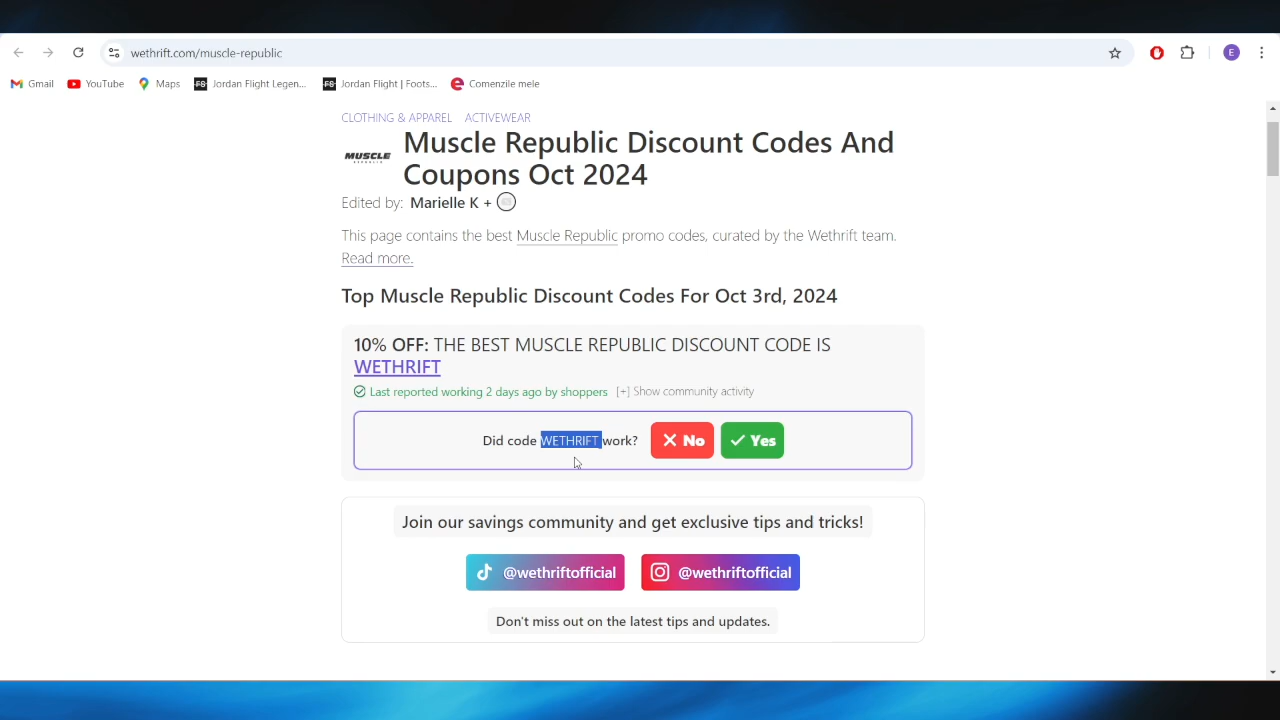 wethrift.com/muscle-republic
E
Gmail YouTube Maps Jordan Flight Legen... Jordan Flight | Foots... Comenzile mele
CLOTHING & APPAREL ACTIVEWEAR
MUSCLE
Muscle Republic Discount Codes And
Coupons Oct 2024
Edited by: Marielle K +
This page contains the best Muscle Republic promo codes, curated by the Wethrift team.
Read more.
Top Muscle Republic Discount Codes For Oct 3rd, 2024
10% OFF: THE BEST MUSCLE REPUBLIC DISCOUNT CODE IS
WETHRIFT
Last reported working 2 days ago by shoppers [+] Show community activity
Did code WETHRIFT work? No Yes
Join our savings community and get exclusive tips and tricks!
@wethriftofficial @wethriftofficial
Don't miss out on the latest tips and updates.